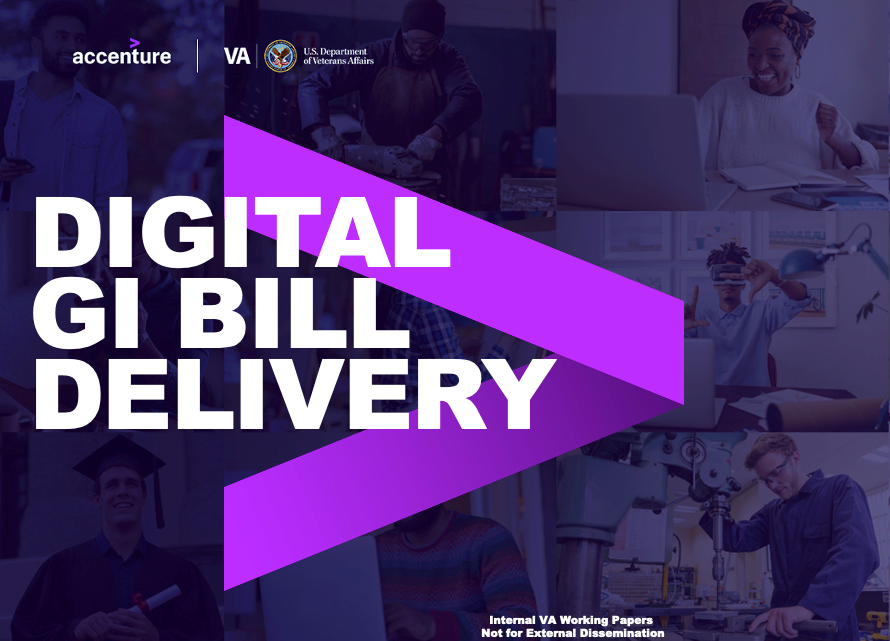 accenture
VA
U.S. Department
of Veterans Affairs
DIGITAL
GI BILL
DELIVERY
Internal VA Working Papers
Not for External Dissemination